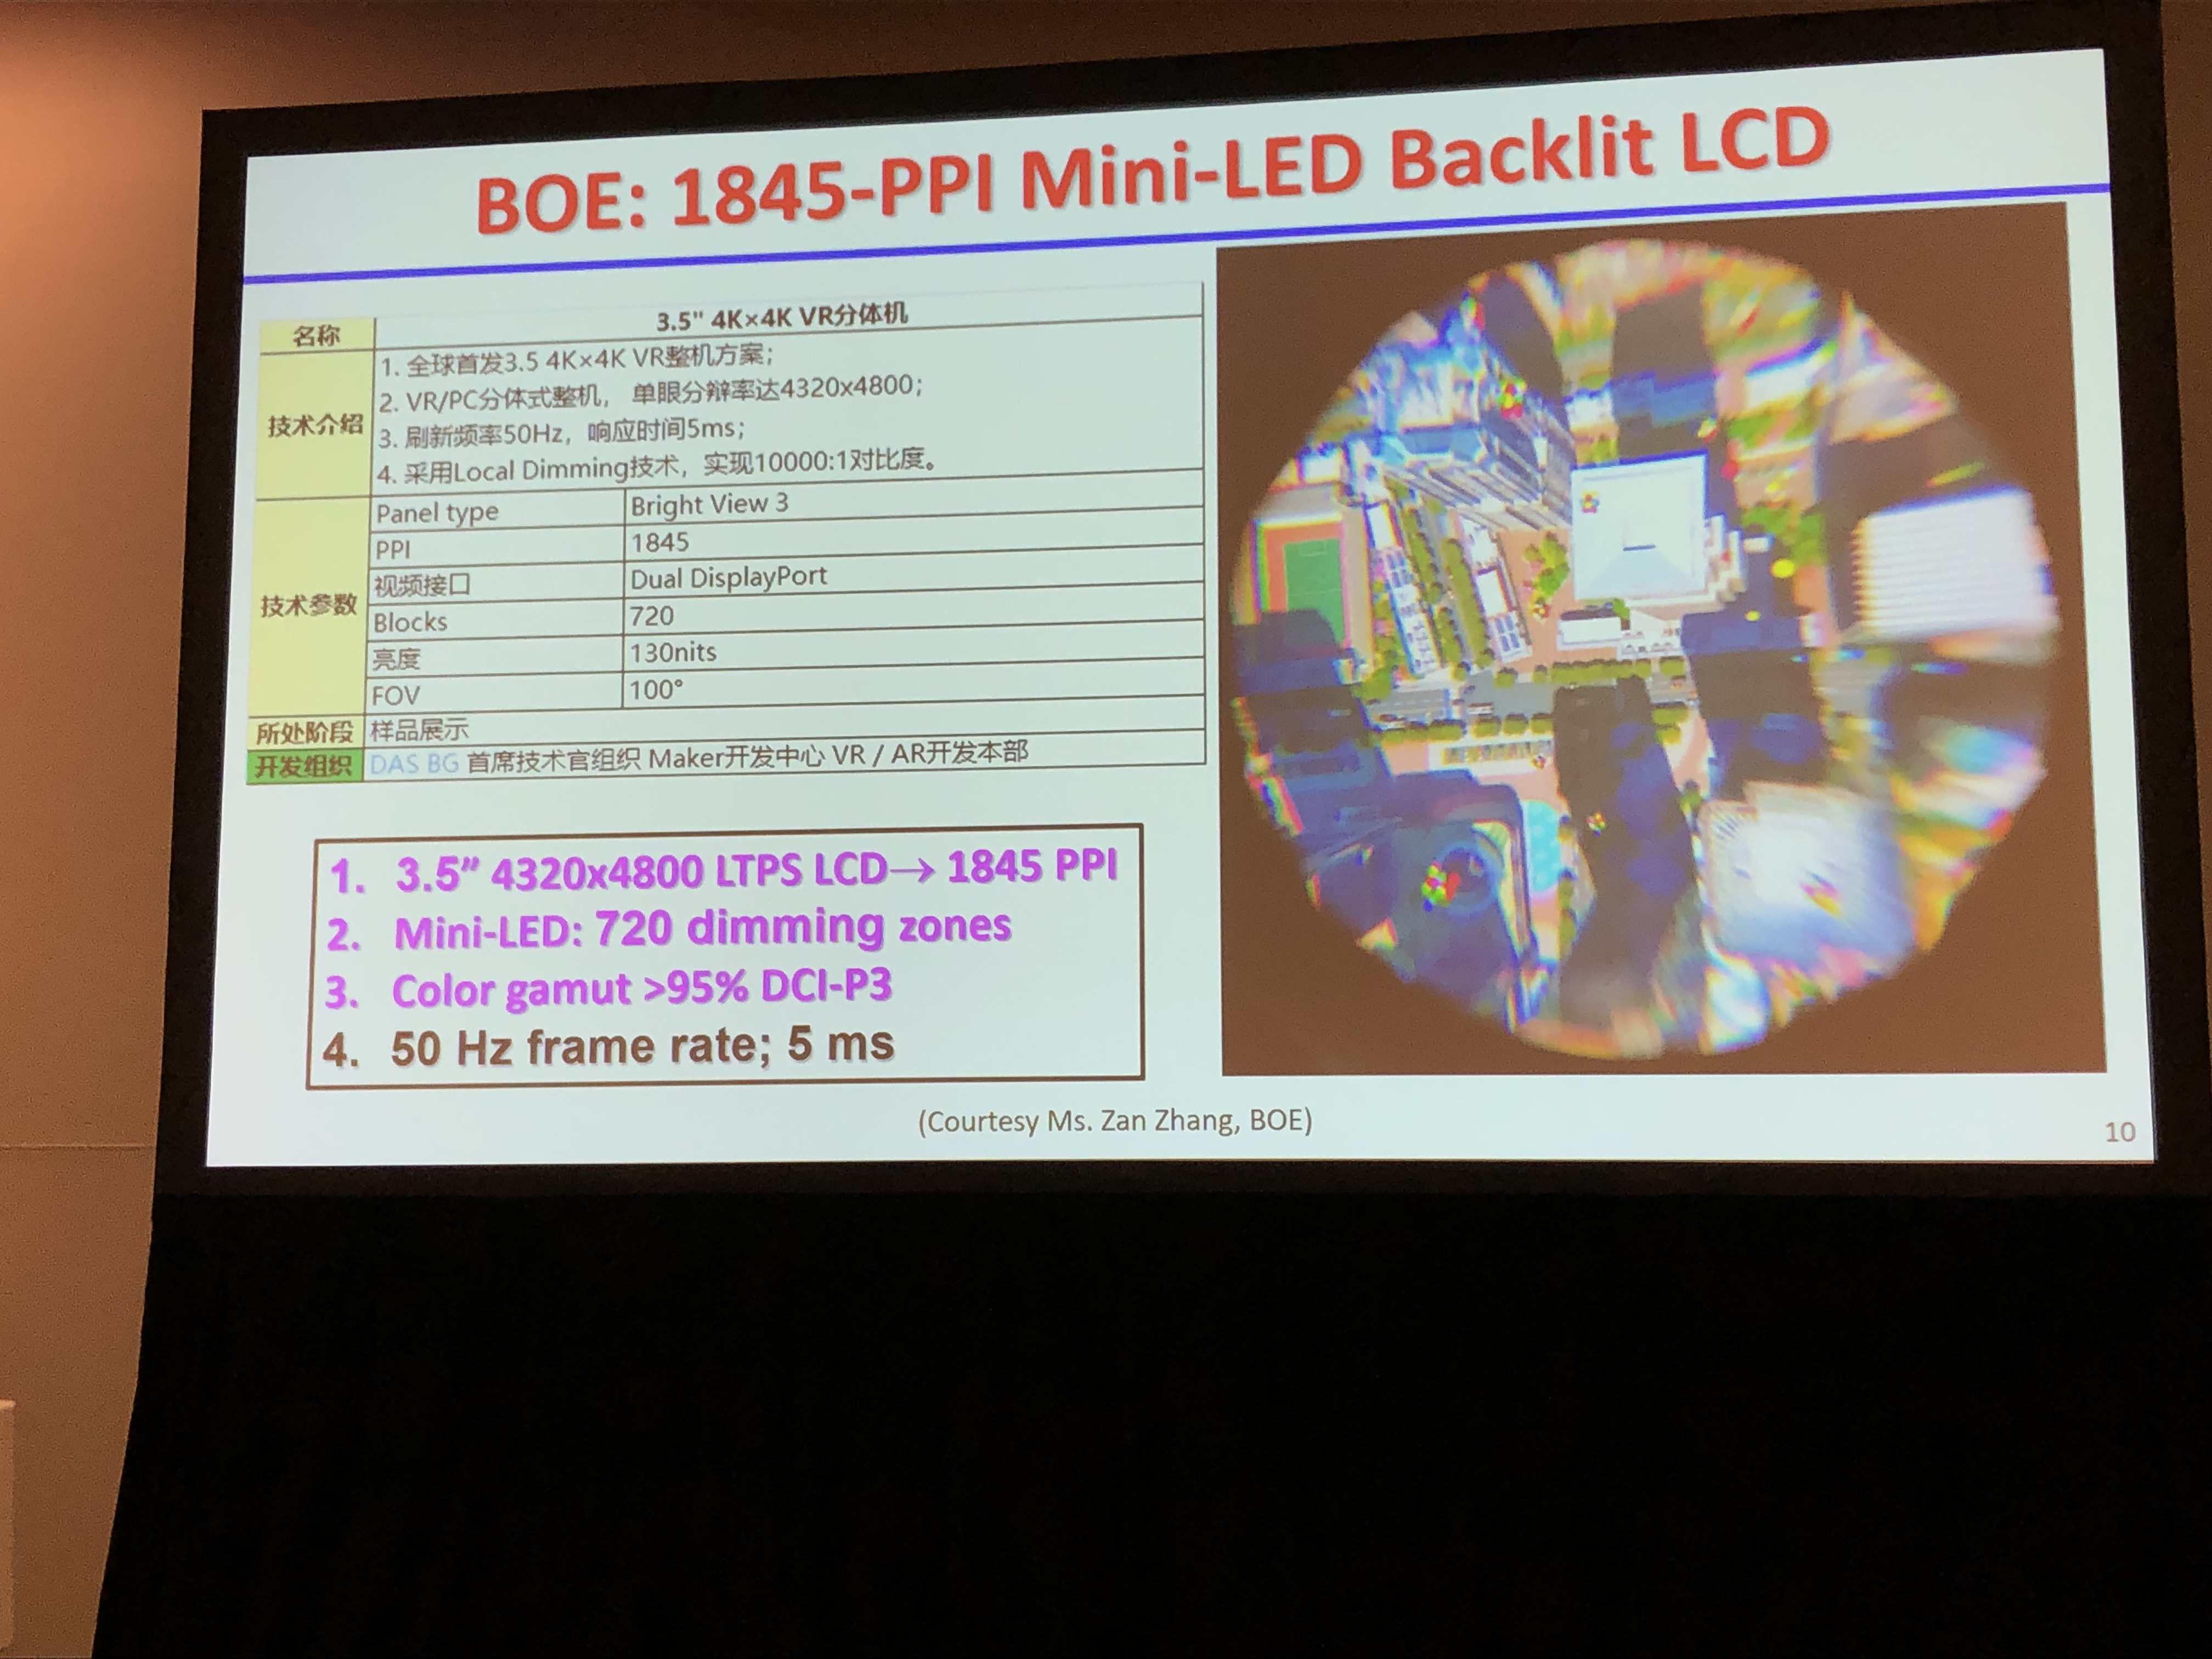 BOE: 1845-PPI Mini-LED Backlit LCD
名称 3.5" 4K×4K VR分体机
技术介绍
1. 全球首发3.5 4K×4K VR整机方案；
2. VR/PC分体式整机， 单眼分辩率达4320x4800；
3. 刷新频率50Hz，响应时间5ms；
4. 采用Local Dimming技术，实现10000:1对比度。
技术参数
Panel type Bright View 3
PPI 1845
视频接口 Dual DisplayPort
Blocks 720
亮度 130nits
FOV 100°
所处阶段 样品展示
开发组织 DAS BG 首席技术官组织 Maker开发中心 VR / AR开发本部
1. 3.5” 4320x4800 LTPS LCD→ 1845 PPI
2. Mini-LED: 720 dimming zones
3. Color gamut >95% DCI-P3
4. 50 Hz frame rate; 5 ms
(Courtesy Ms. Zan Zhang, BOE)
10